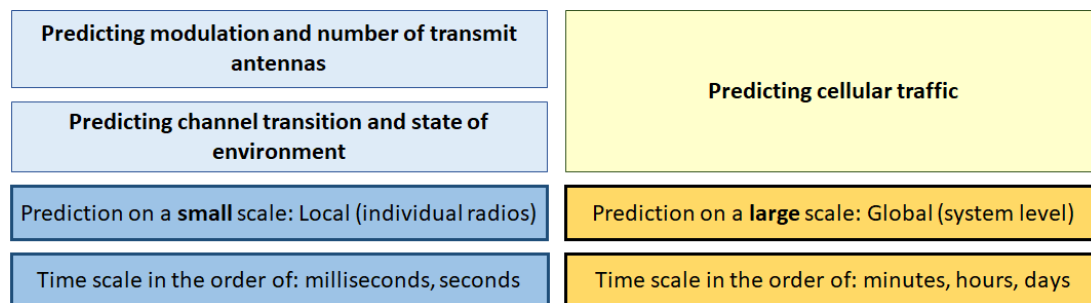 Predicting modulation and number of transmit
antennas
Predicting channel transition and state of
environment
Prediction on a small scale: Local (individual radios)
Time scale in the order of: milliseconds, seconds
Predicting cellular traffic
Prediction on a large scale: Global (system level)
Time scale in the order of: minutes, hours, days